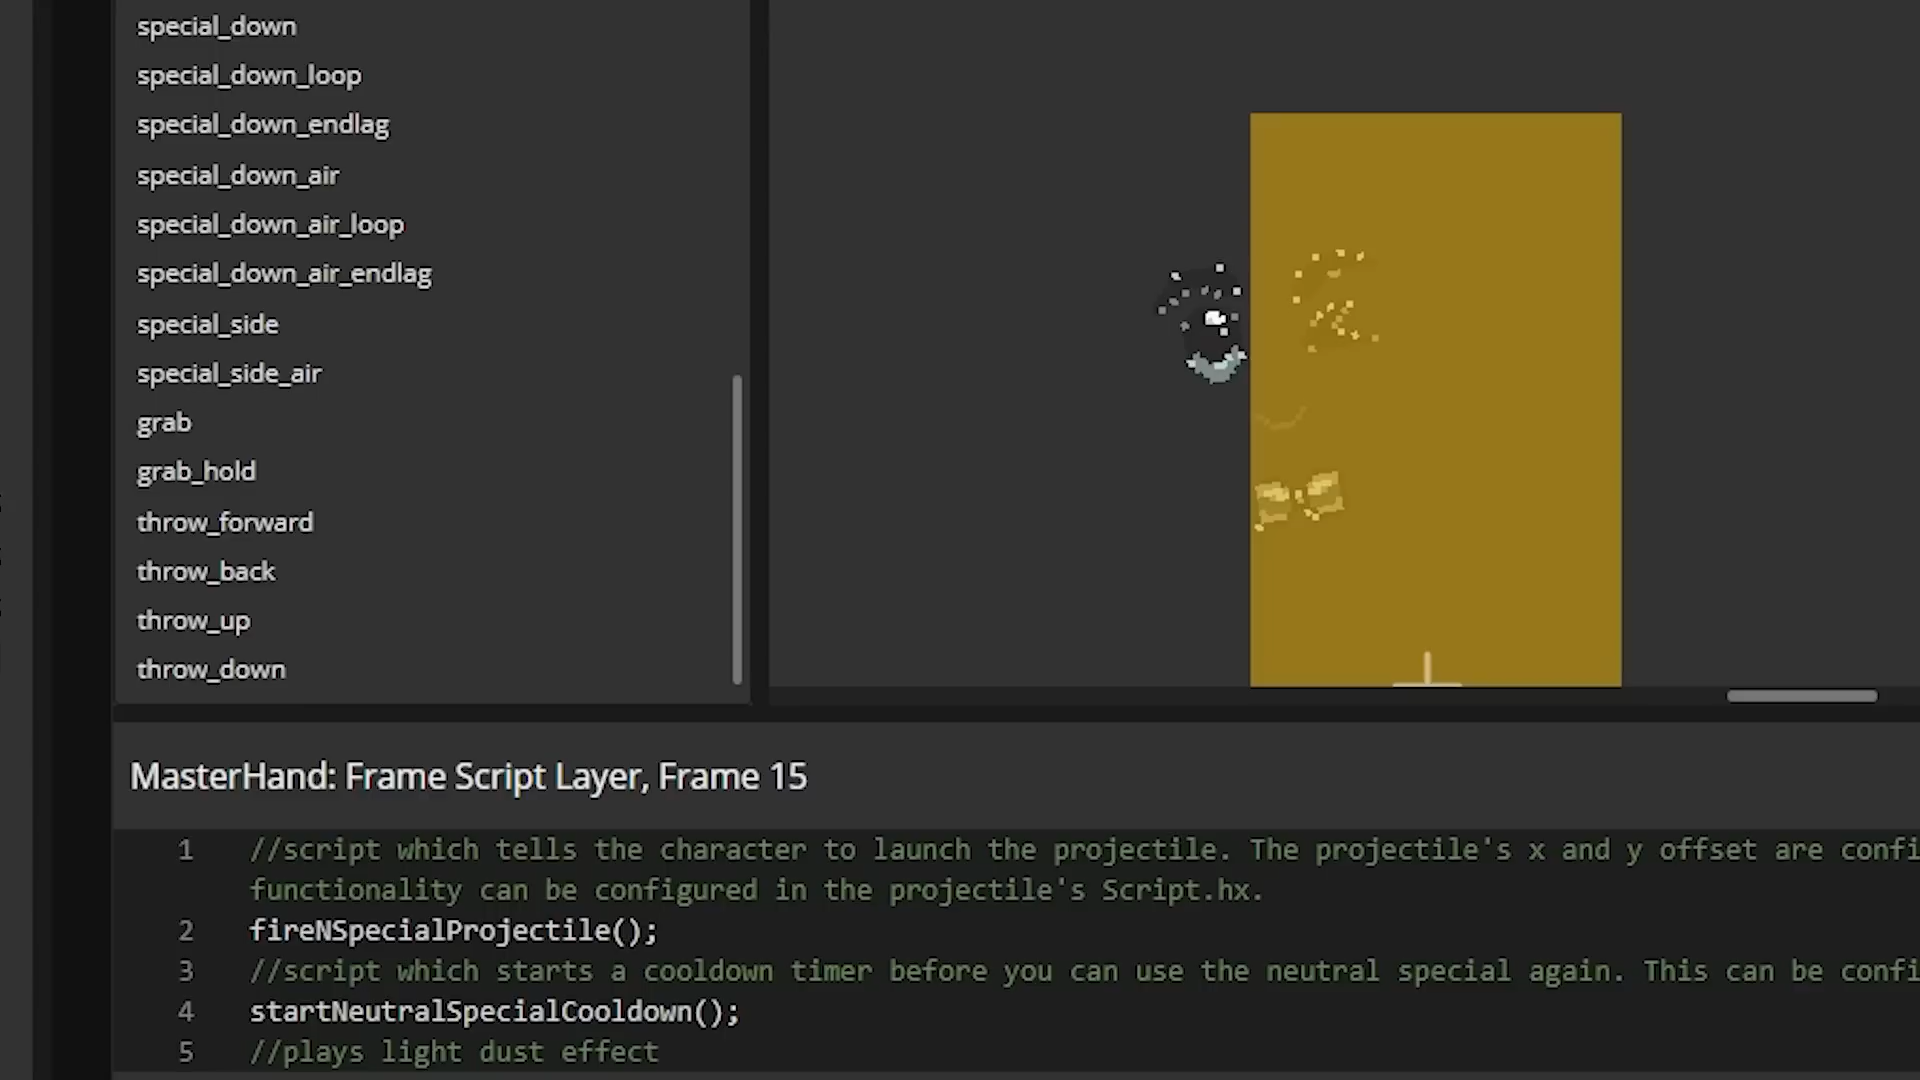 special_down
special_down_loop
special_down_endlag
special_down_air
special_down_air_loop
special_down_air_endlag
special_side
special_side_air
grab
grab_hold
throw_forward
throw_back
throw_up
throw_down
MasterHand: Frame Script Layer, Frame 15
1 //script which tells the character to launch the projectile. The projectile's x and y offset are confi
functionality can be configured in the projectile's Script.hx.
2 fireNSpecialProjectile();
3 //script which starts a cooldown timer before you can use the neutral special again. This can be confi
4 startNeutralSpecialCooldown();
5 //plays light dust effect